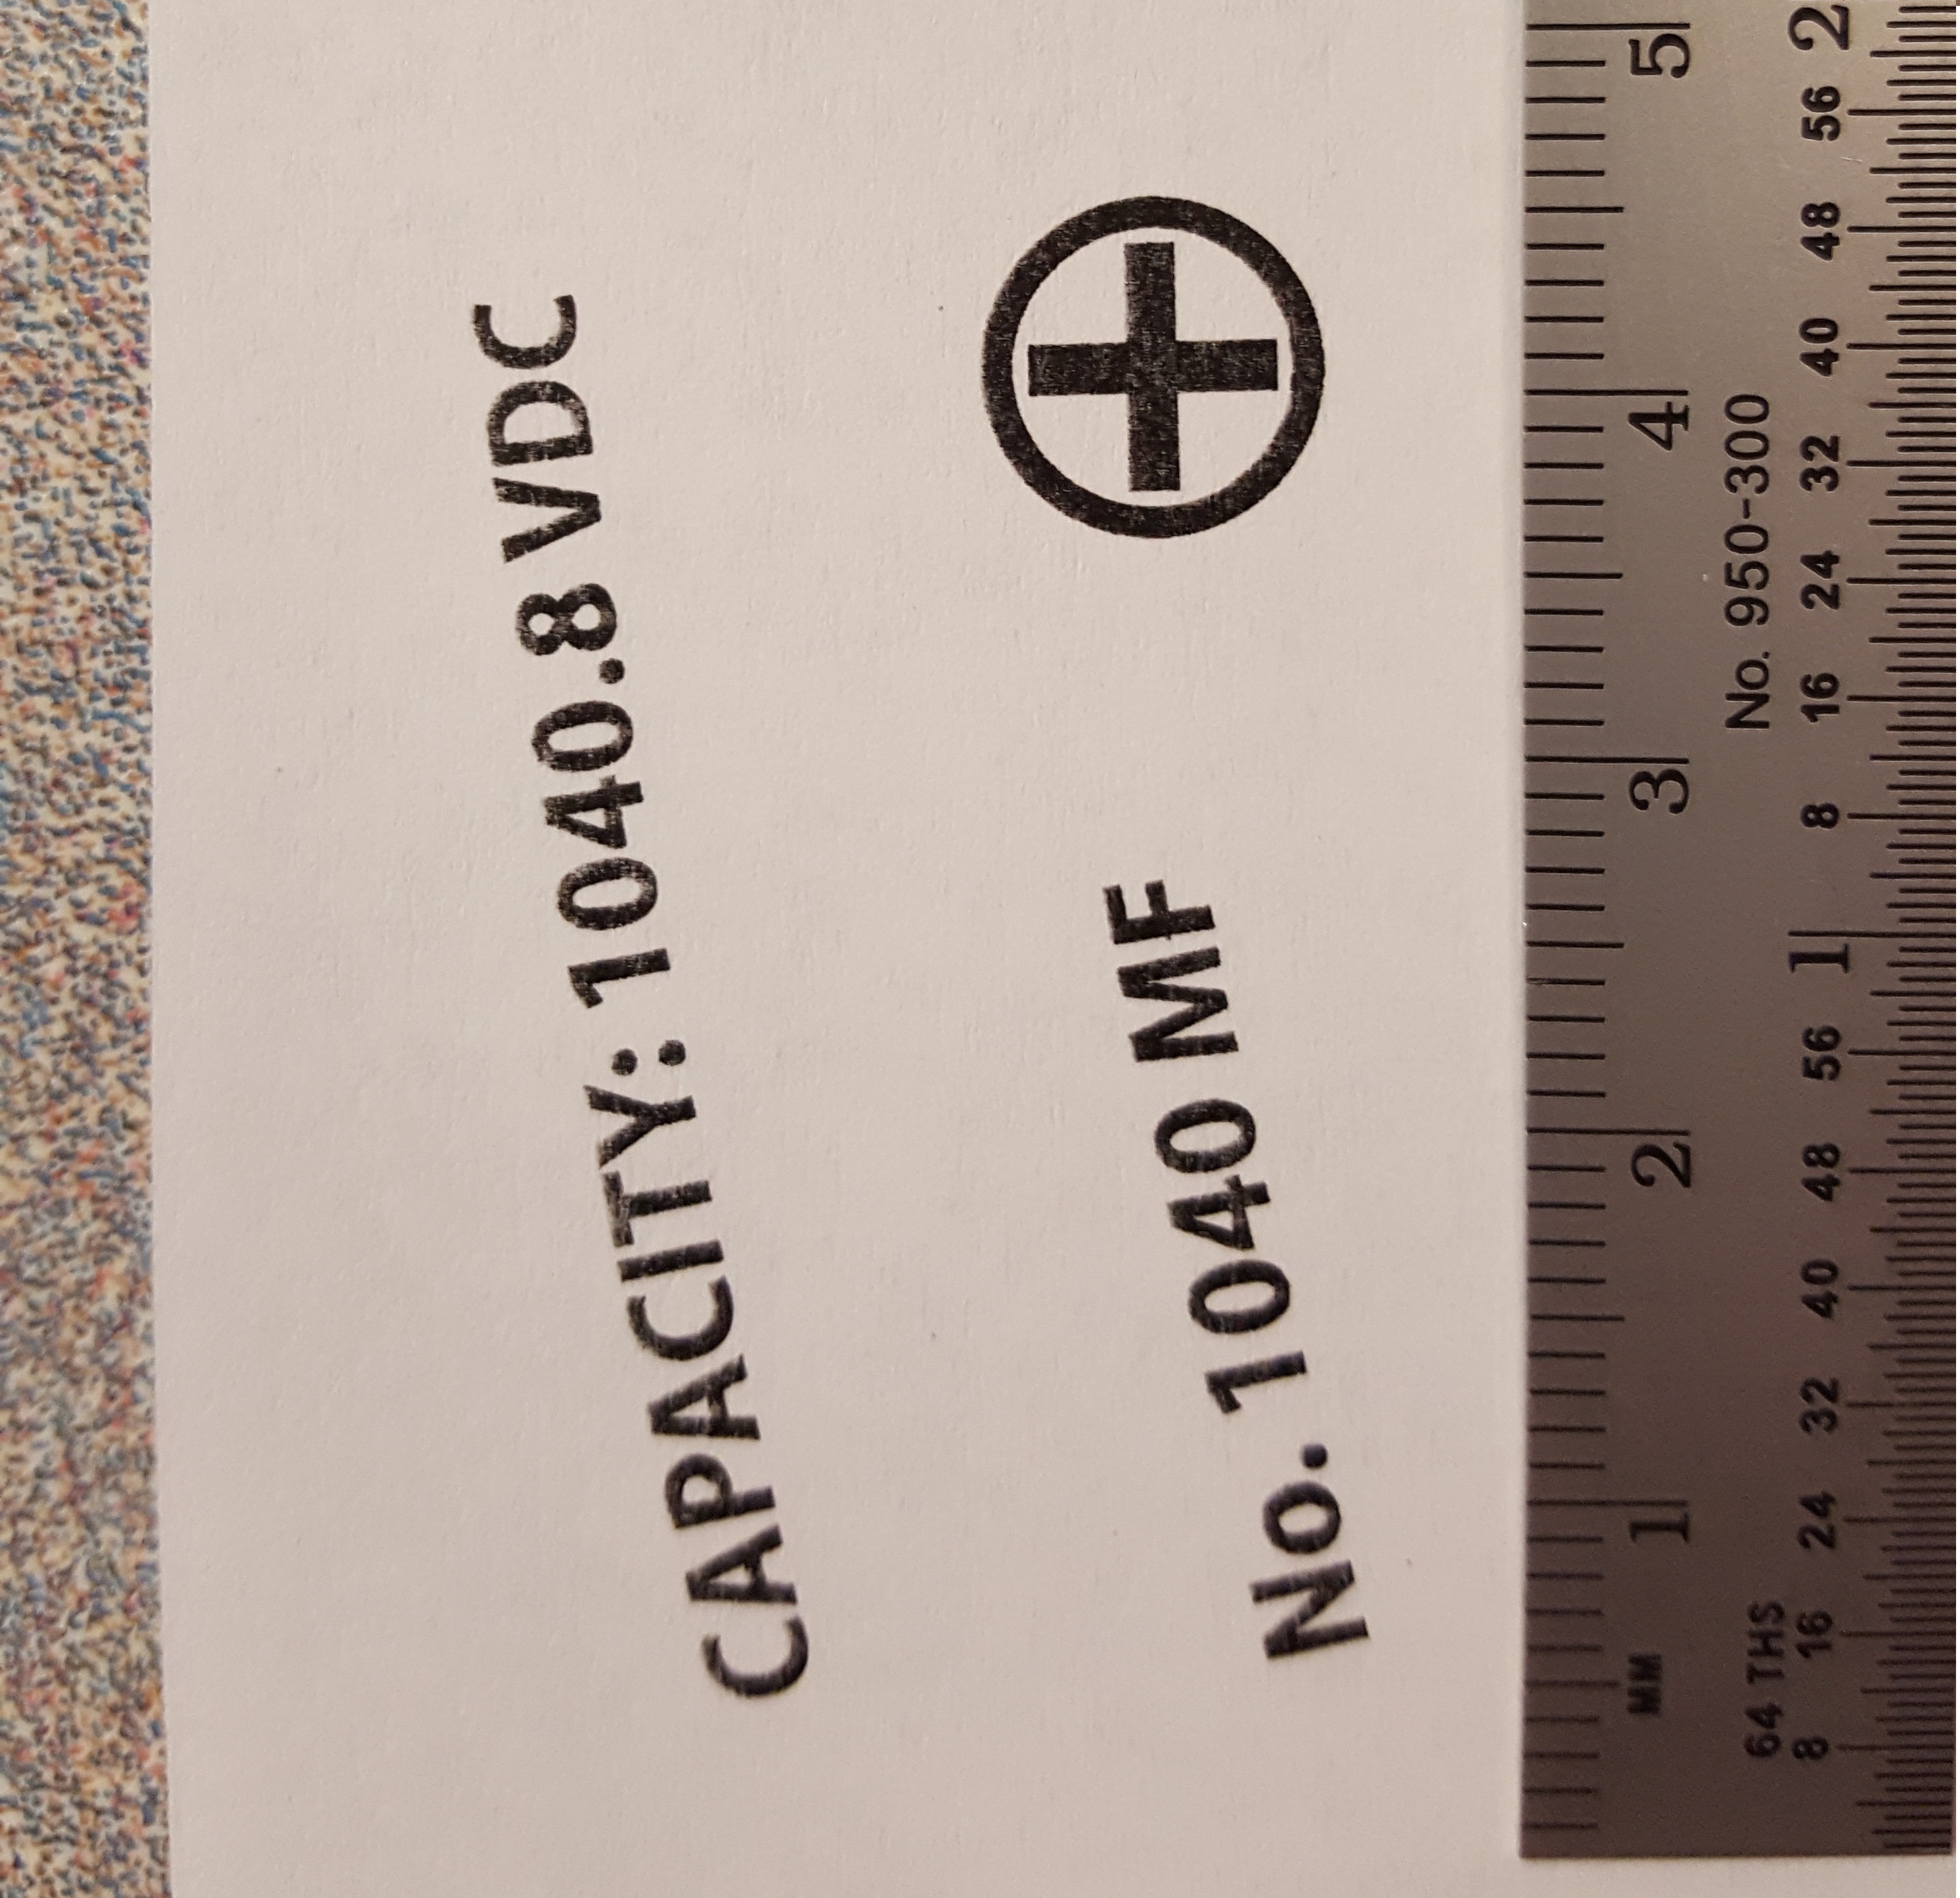 CAPACITY: 1040.8 VDC
No. 1040 MF
MM 1 2 3 4 5
No. 950-300
64 THS
8 16 24 32 40 48 56 1 8 16 24 32 40 48 56 2